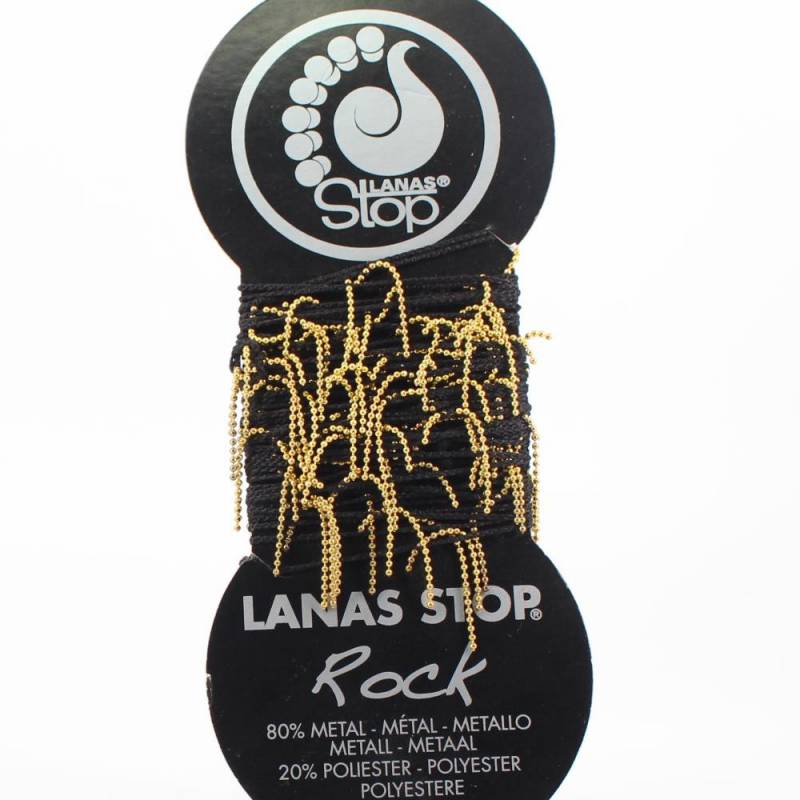 LANAS®
Stop
LANAS STOP®
Rock
80% METAL - MÉTAL - METALLO
METALL - METAAL
20% POLIESTER - POLYESTER
POLYESTERE